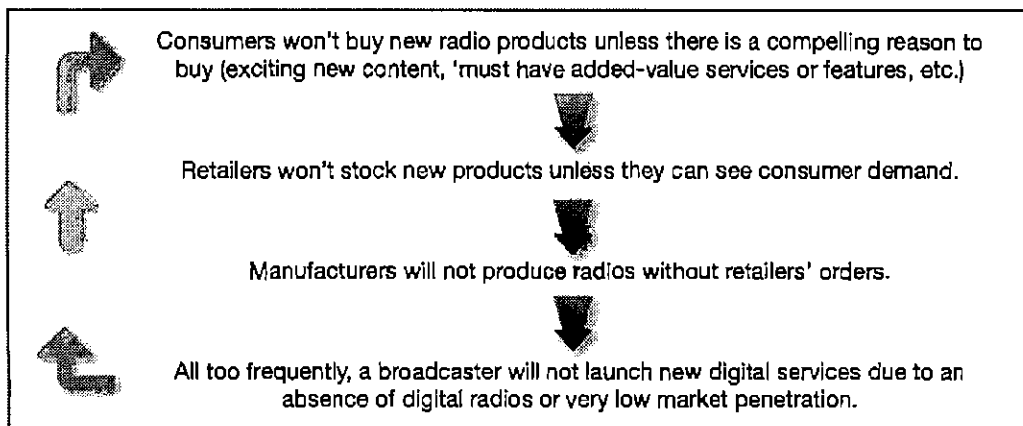 Consumers won't buy new radio products unless there is a compelling reason to
buy (exciting new content, 'must have added-value services or features, etc.)
Retailers won't stock new products unless they can see consumer demand.
Manufacturers will not produce radios without retailers' orders.
All too frequently, a broadcaster will not launch new digital services due to an
absence of digital radios or very low market penetration.